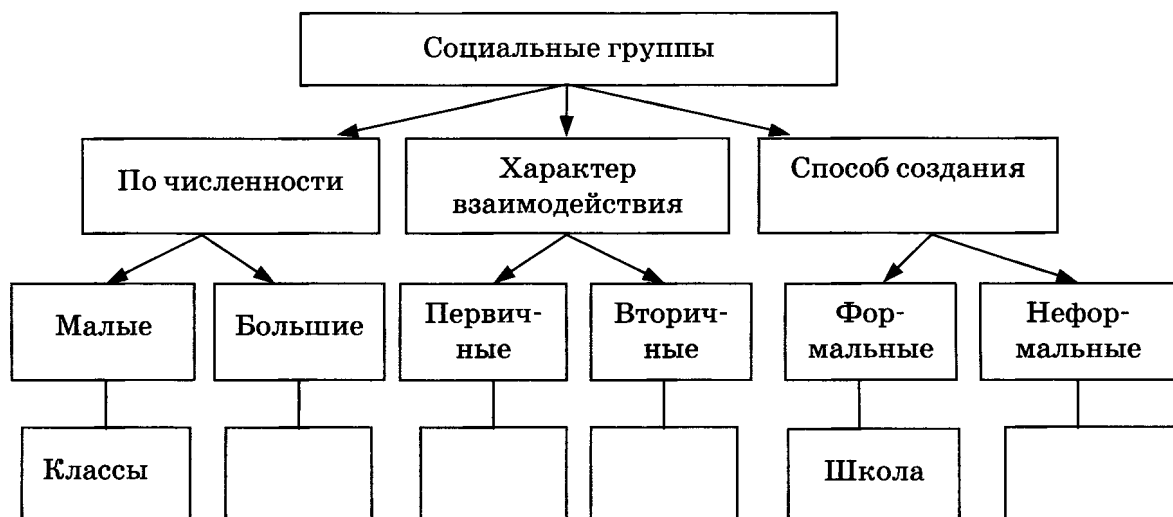 Социальные группы
По численности
Характер
взаимодействия
Способ создания
Малые
Большие
Первич-
ные
Вторич-
ные
Фор-
мальные
Нефор-
мальные
Классы
Школа